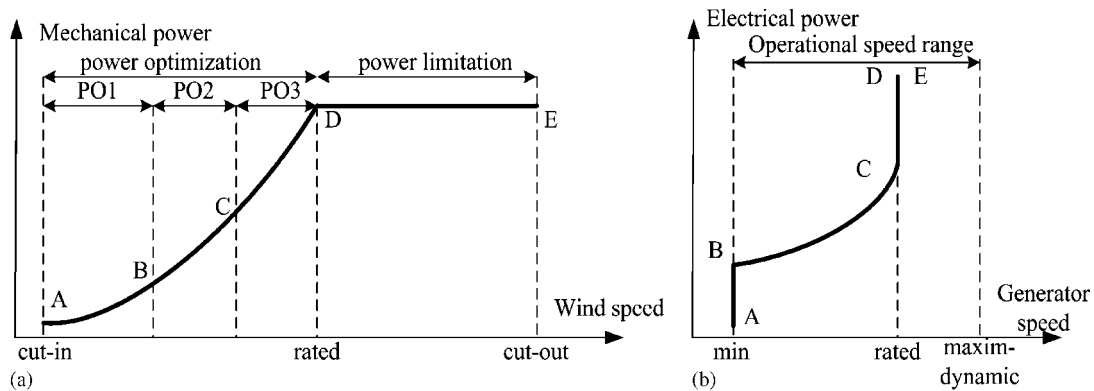 Mechanical power
power optimization
power limitation
PO1
PO2
PO3
D
E
C
B
A
Wind speed
cut-in
rated
cut-out
(a)
Electrical power
Operational speed range
D
E
C
B
A
Generator
speed
min
rated
maxim-
dynamic
(b)